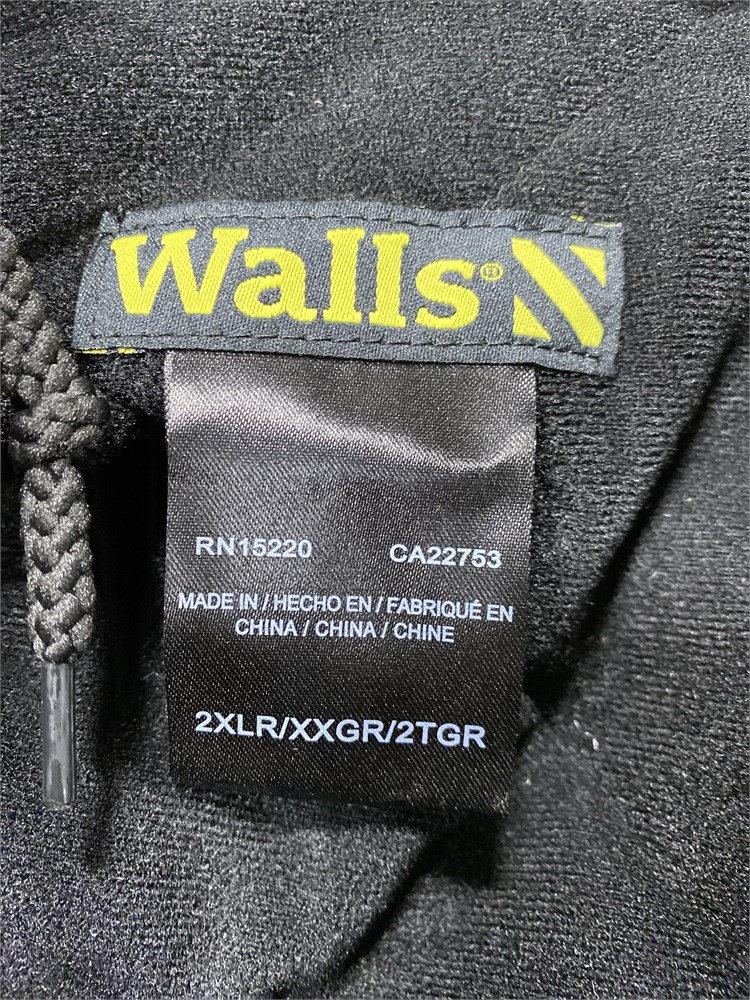 Walls®
RN15220 CA22753
MADE IN / HECHO EN / FABRIQUÉ EN
CHINA / CHINA / CHINE
2XLR/XXGR/2TGR